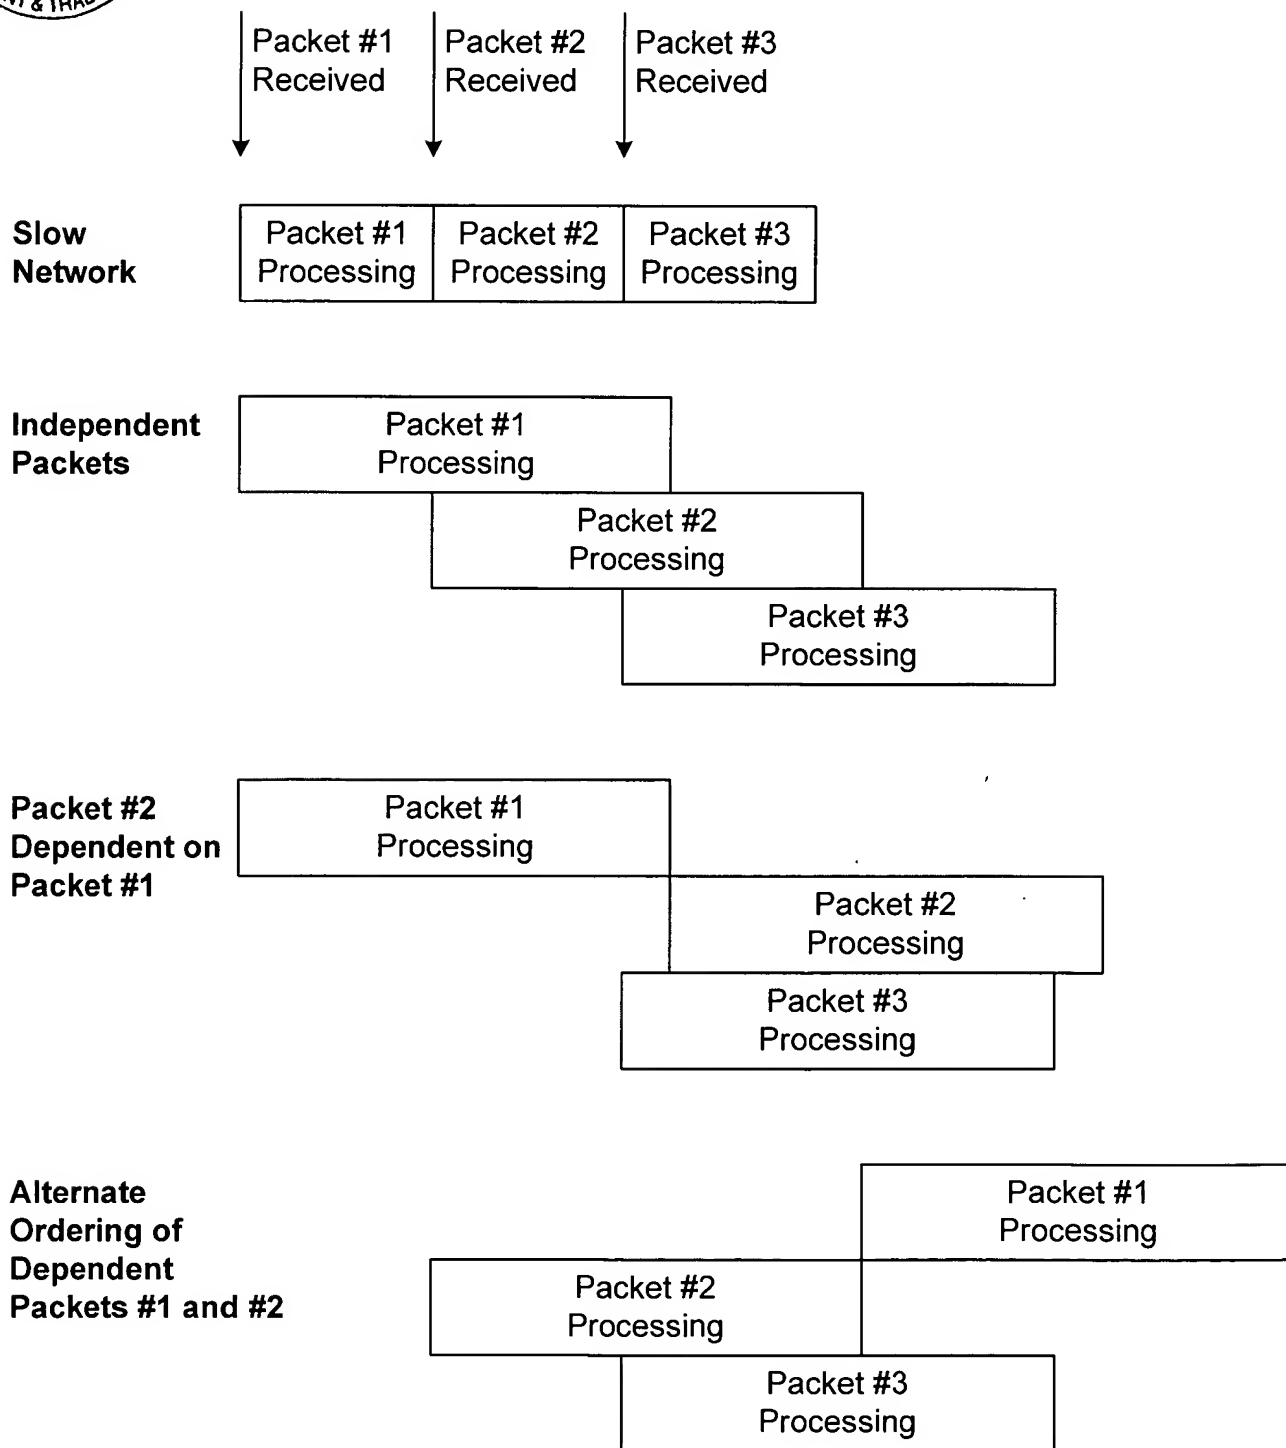 Packet #1
Received
Packet #2
Received
Packet #3
Received
Slow
Network
Packet #1
Processing
Packet #2
Processing
Packet #3
Processing
Independent
Packets
Packet #1
Processing
Packet #2
Processing
Packet #3
Processing
Packet #2
Dependent on
Packet #1
Packet #1
Processing
Packet #2
Processing
Packet #3
Processing
Alternate
Ordering of
Dependent
Packets #1 and #2
Packet #1
Processing
Packet #2
Processing
Packet #3
Processing